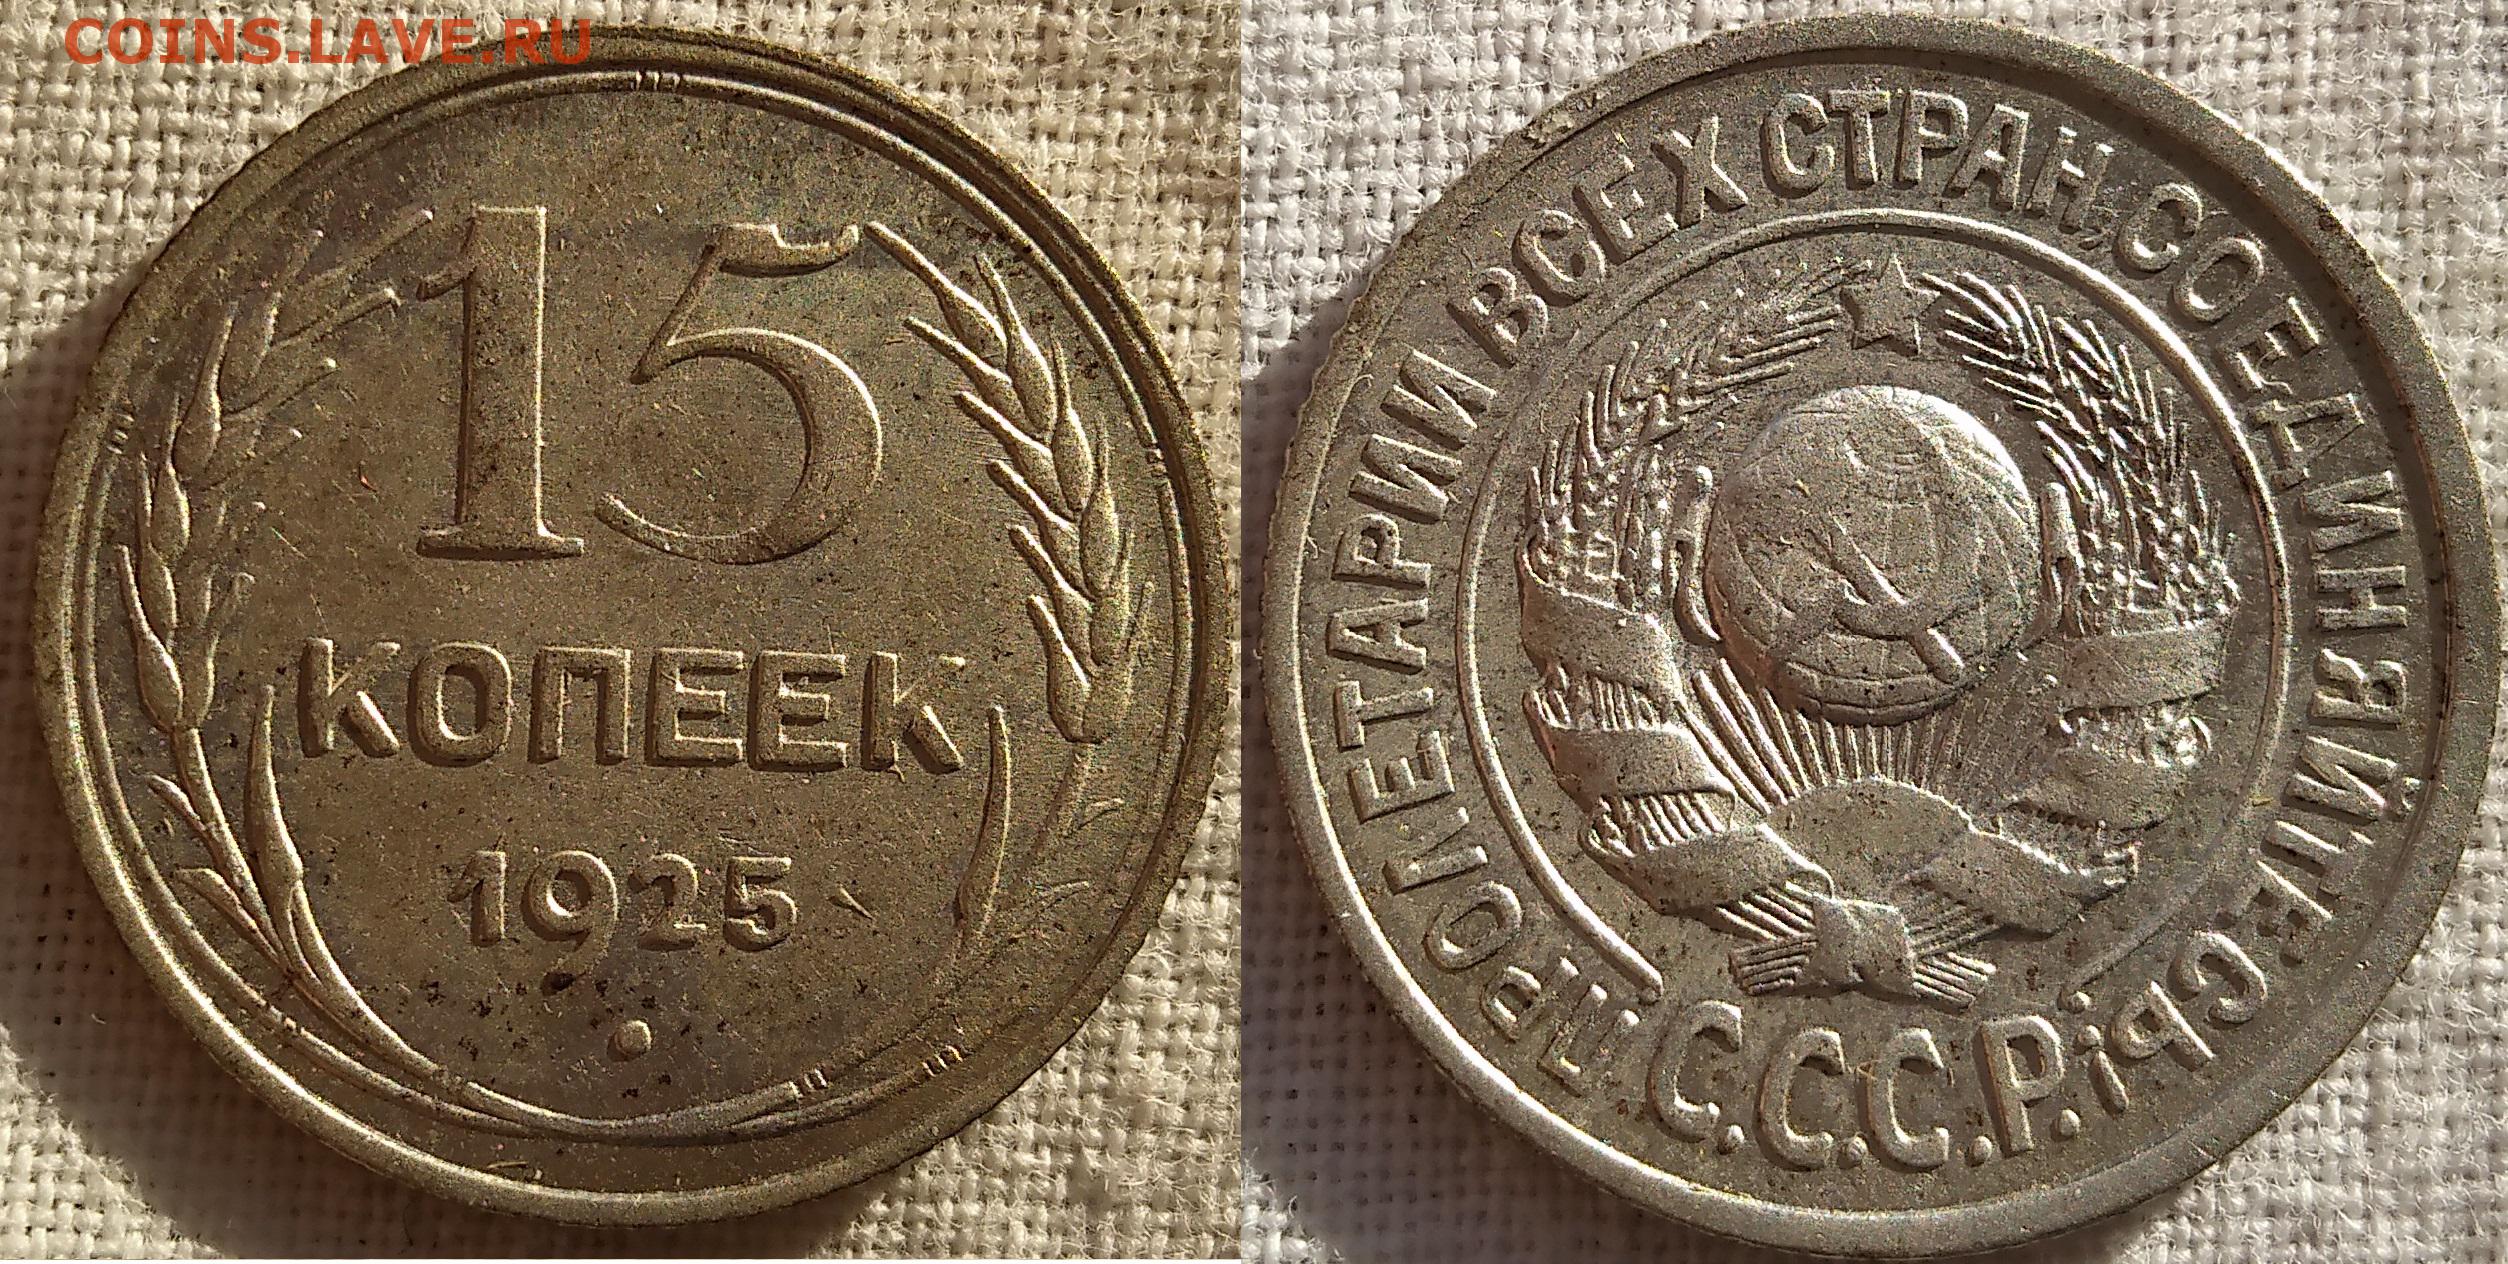 COINS.LAVE.RU
15
КОПЕЕК
1925
ПРОЛЕТАРИИ ВСЕХ СТРАН, СОЕДИНЯЙТЕСЬ!
С.С.С.Р.